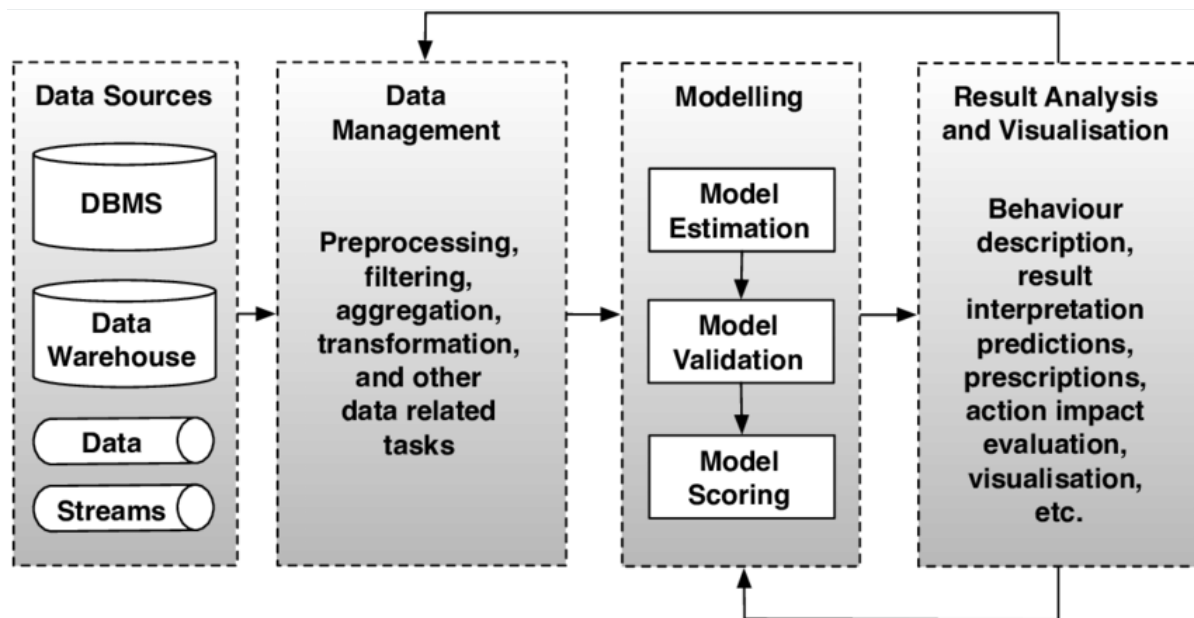 Data Sources
DBMS
Data
Warehouse
Data
Streams
Data
Management
Preprocessing,
filtering,
aggregation,
transformation,
and other
data related
tasks
Modelling
Model
Estimation
Model
Validation
Model
Scoring
Result Analysis
and Visualisation
Behaviour
description,
result
interpretation
predictions,
prescriptions,
action impact
evaluation,
visualisation,
etc.